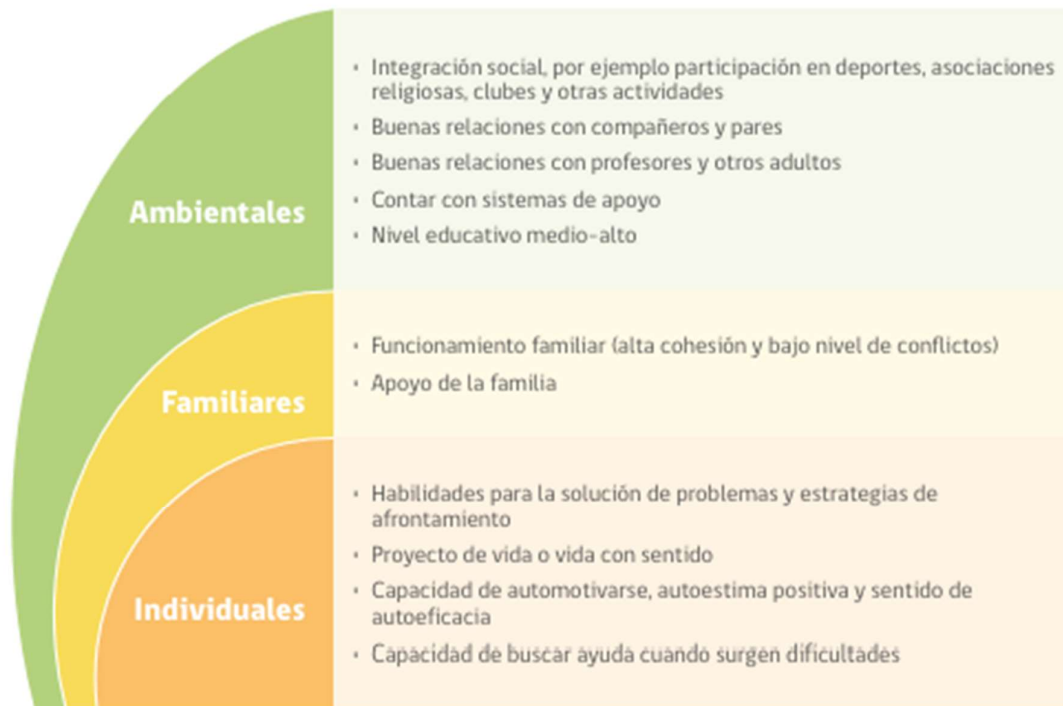 Ambientales
• Integración social, por ejemplo participación en deportes, asociaciones
religiosas, clubes y otras actividades
• Buenas relaciones con compañeros y pares
• Buenas relaciones con profesores y otros adultos
• Contar con sistemas de apoyo
• Nivel educativo medio-alto
Familiares
• Funcionamiento familiar (alta cohesión y bajo nivel de conflictos)
• Apoyo de la familia
Individuales
• Habilidades para la solución de problemas y estrategias de
afrontamiento
• Proyecto de vida o vida con sentido
• Capacidad de automotivarse, autoestima positiva y sentido de
autoeficacia
• Capacidad de buscar ayuda cuando surgen dificultades